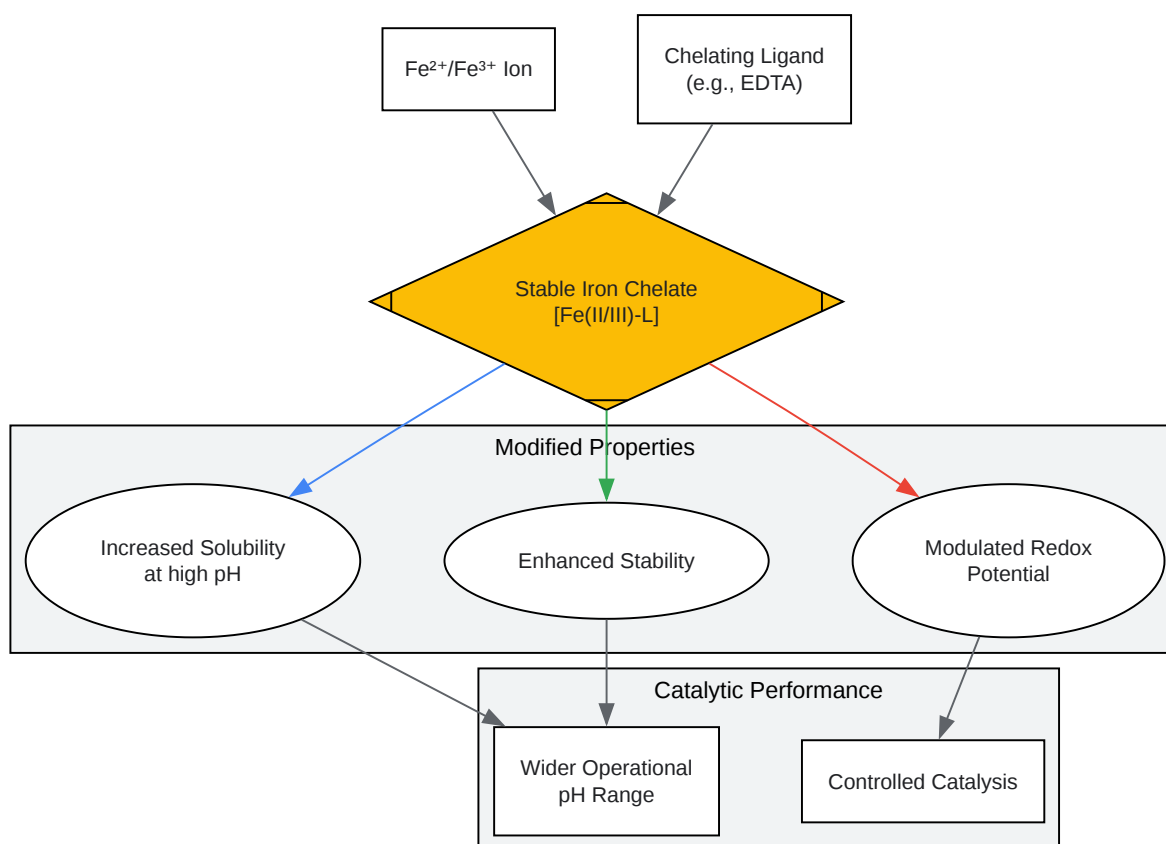 Fe²⁺/Fe³⁺ Ion
Chelating Ligand
(e.g., EDTA)
Stable Iron Chelate
[Fe(II/III)-L]
Modified Properties
Increased Solubility
at high pH
Enhanced Stability
Modulated Redox
Potential
Catalytic Performance
Wider Operational
pH Range
Controlled Catalysis